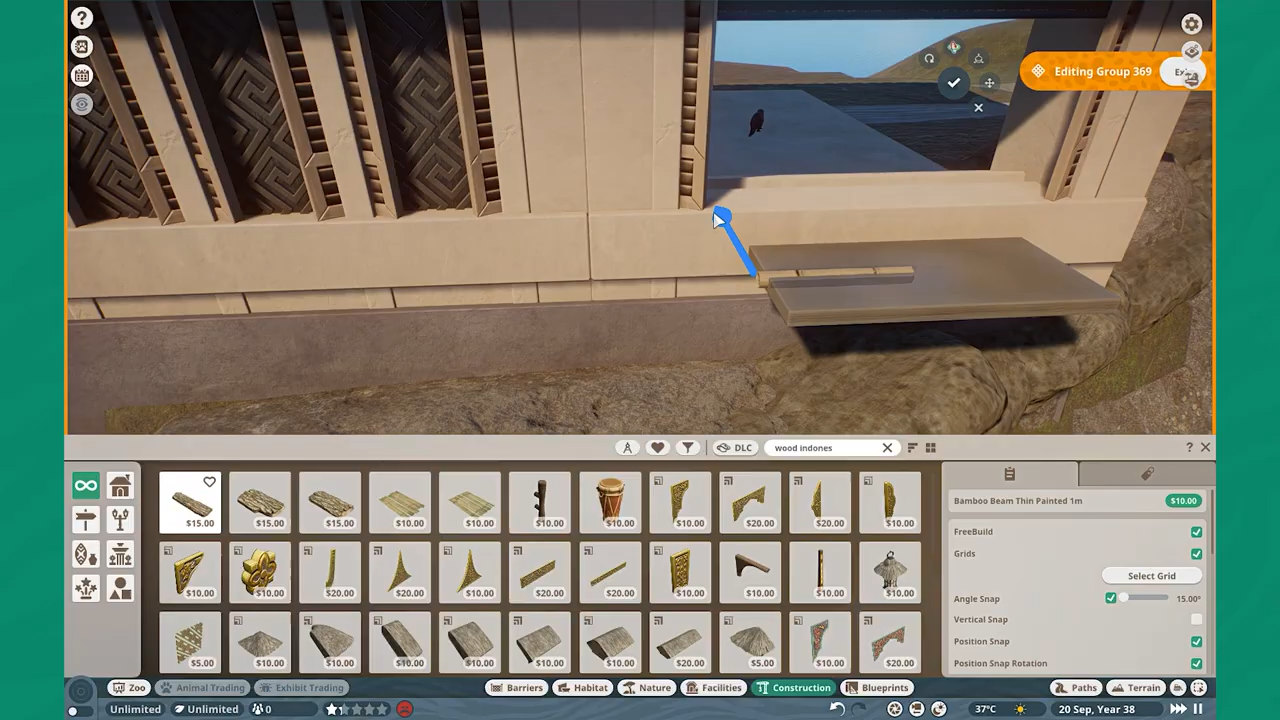 ?
Editing Group 369
DLC
wood indones
?
$15.00
$15.00
$15.00
$10.00
$10.00
$10.00
$10.00
$10.00
$20.00
$20.00
$10.00
$10.00
$10.00
$20.00
$20.00
$20.00
$20.00
$20.00
$10.00
$10.00
$10.00
$10.00
$5.00
$10.00
$10.00
$10.00
$10.00
$10.00
$10.00
$20.00
$5.00
$10.00
$20.00
Bamboo Beam Thin Painted 1m
$10.00
FreeBuild
Grids
Select Grid
Angle Snap
15.00°
Vertical Snap
Position Snap
Position Snap Rotation
Zoo
Animal Trading
Exhibit Trading
Barriers
Habitat
Nature
Facilities
Construction
Blueprints
Paths
Terrain
Unlimited
Unlimited
0
37°C
20 Sep, Year 38